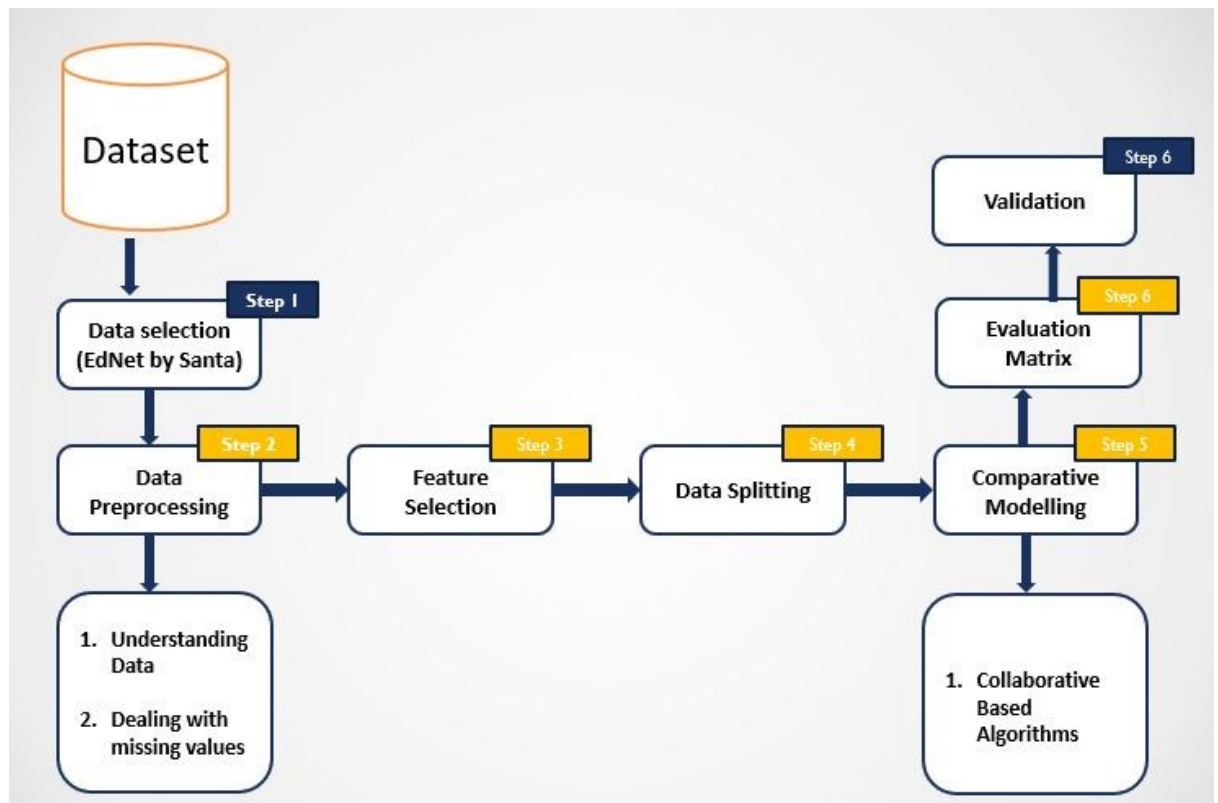 Dataset
Step 1
Data selection
(EdNet by Santa)
Step 2
Data
Preprocessing
1. Understanding
Data
2. Dealing with
missing values
Step 3
Feature
Selection
Step 4
Data Splitting
Step 5
Comparative
Modelling
1. Collaborative
Based
Algorithms
Step 6
Evaluation
Matrix
Step 6
Validation